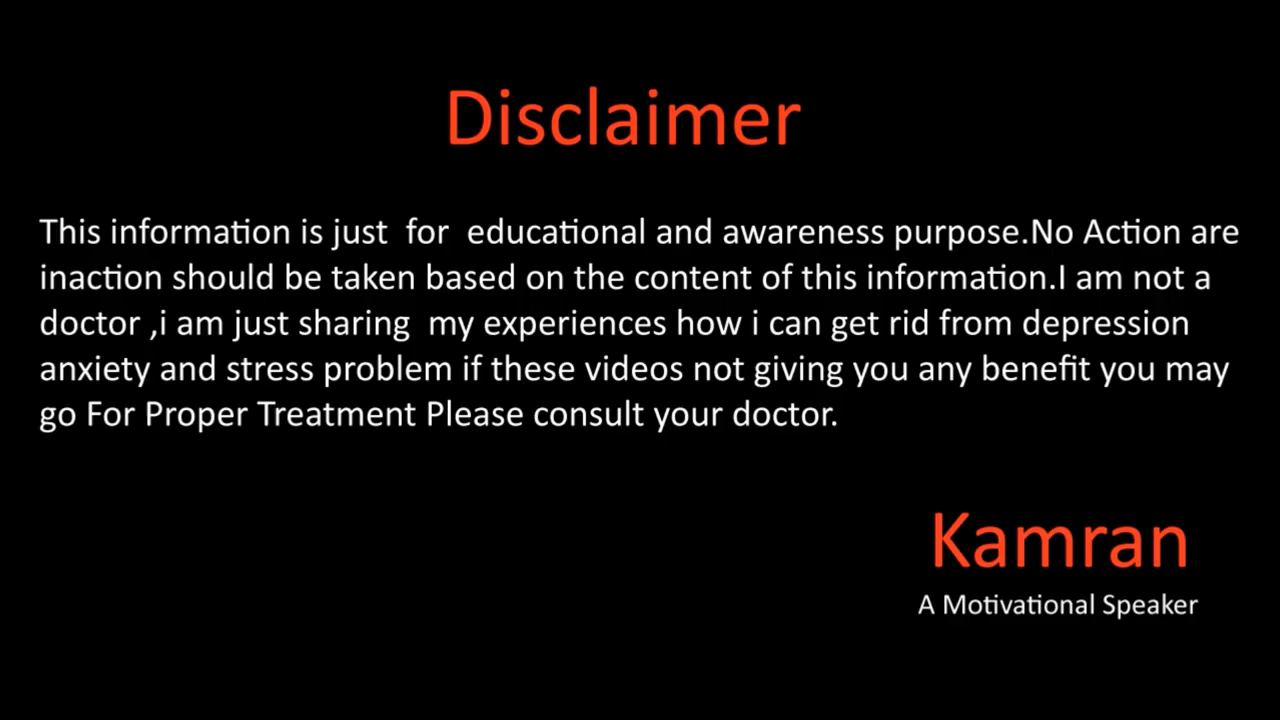 Disclaimer
This information is just  for  educational and awareness purpose.No Action are
inaction should be taken based on the content of this information.I am not a
doctor ,i am just sharing  my experiences how i can get rid from depression
anxiety and stress problem if these videos not giving you any benefit you may
go For Proper Treatment Please consult your doctor.
Kamran
A Motivational Speaker